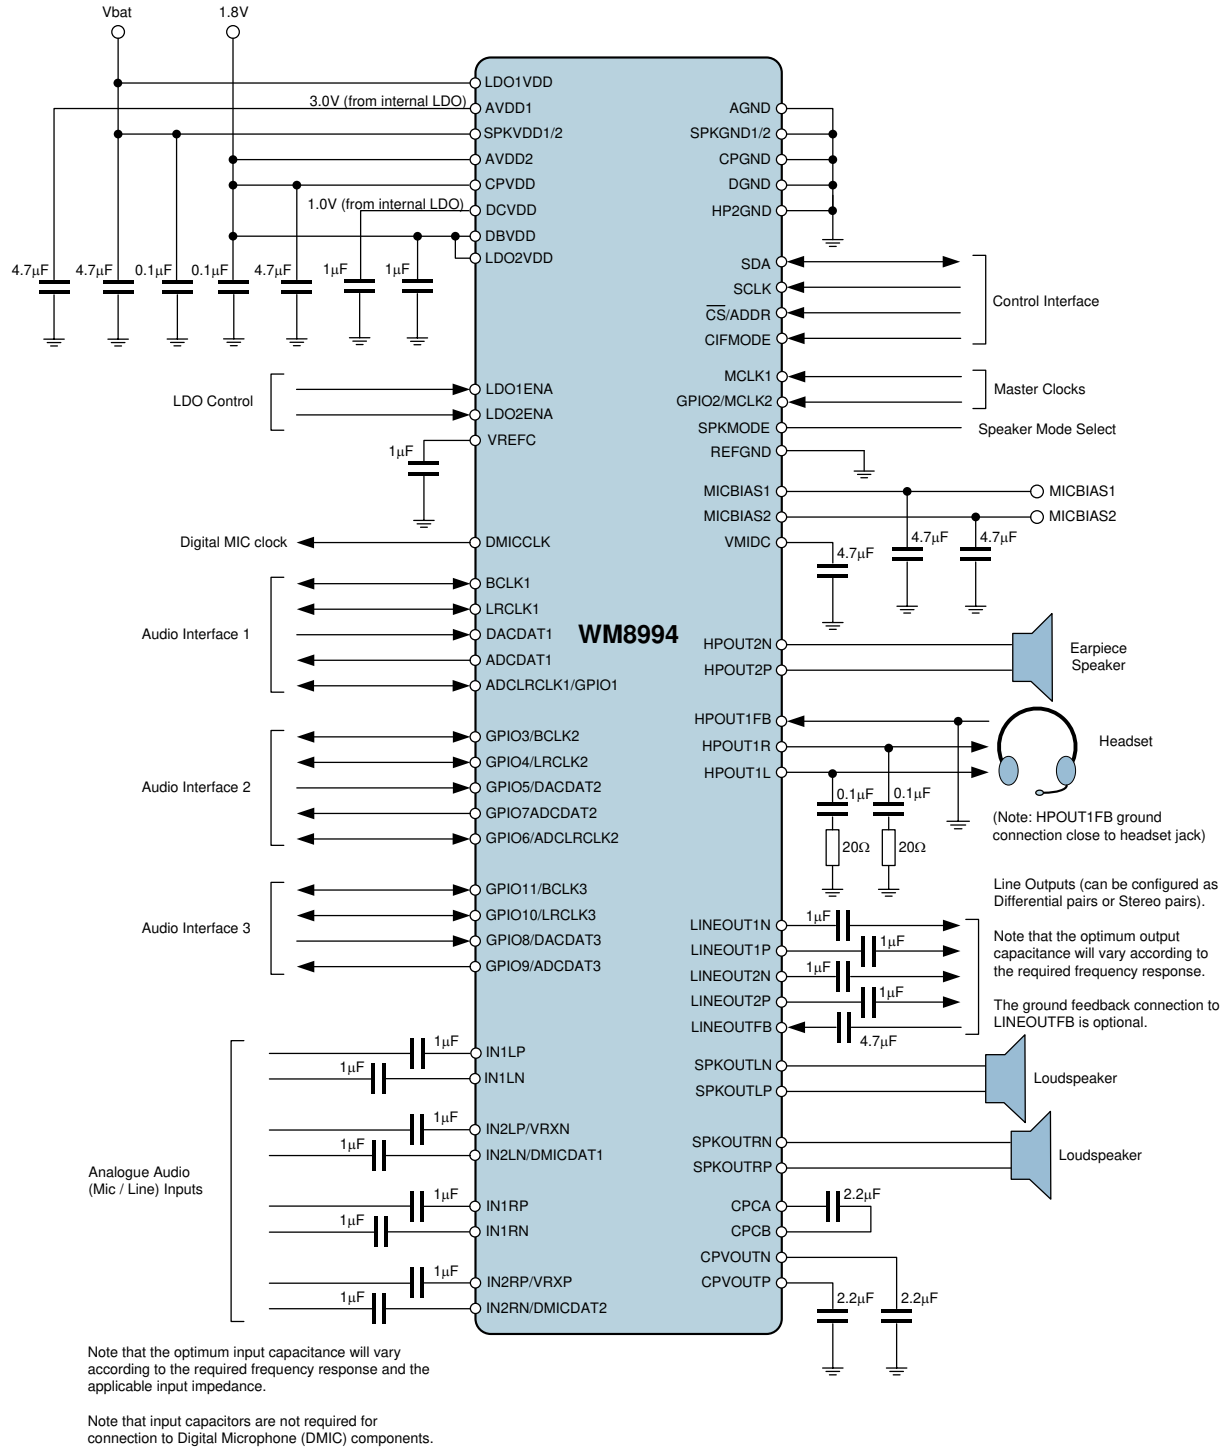 Vbat
1.8V
LDO1VDD
3.0V (from internal LDO)
AVDD1
SPKVDD1/2
AVDD2
CPVDD
1.0V (from internal LDO)
DCVDD
DBVDD
LDO2VDD
4.7µF
4.7µF
0.1µF
0.1µF
4.7µF
1µF
1µF
LDO Control
LDO1ENA
LDO2ENA
VREFC
1µF
Digital MIC clock
DMICCLK
Audio Interface 1
BCLK1
LRCLK1
DACDAT1
ADCDAT1
ADCLRCLK1/GPIO1
Audio Interface 2
GPIO3/BCLK2
GPIO4/LRCLK2
GPIO5/DACDAT2
GPIO7ADCDAT2
GPIO6/ADCLRCLK2
Audio Interface 3
GPIO11/BCLK3
GPIO10/LRCLK3
GPIO8/DACDAT3
GPIO9/ADCDAT3
Analogue Audio
(Mic / Line) Inputs
1µF
IN1LP
1µF
IN1LN
1µF
IN2LP/VRXN
1µF
IN2LN/DMICDAT1
1µF
IN1RP
1µF
IN1RN
1µF
IN2RP/VRXP
1µF
IN2RN/DMICDAT2
Note that the optimum input capacitance will vary
according to the required frequency response and the
applicable input impedance.
Note that input capacitors are not required for
connection to Digital Microphone (DMIC) components.
WM8994
AGND
SPKGND1/2
CPGND
DGND
HP2GND
SDA
SCLK
CS/ADDR
CIFMODE
Control Interface
MCLK1
GPIO2/MCLK2
Master Clocks
SPKMODE
Speaker Mode Select
REFGND
MICBIAS1
MICBIAS1
MICBIAS2
MICBIAS2
VMIDC
4.7µF
4.7µF
4.7µF
HPOUT2N
HPOUT2P
Earpiece
Speaker
HPOUT1FB
HPOUT1R
HPOUT1L
Headset
0.1µF
0.1µF
20Ω
20Ω
(Note: HPOUT1FB ground
connection close to headset jack)
Line Outputs (can be configured as
Differential pairs or Stereo pairs).
Note that the optimum output
capacitance will vary according to
the required frequency response.
The ground feedback connection to
LINEOUTFB is optional.
LINEOUT1N
1µF
LINEOUT1P
1µF
LINEOUT2N
1µF
LINEOUT2P
1µF
LINEOUTFB
4.7µF
SPKOUTLN
SPKOUTLP
Loudspeaker
SPKOUTRN
SPKOUTRP
Loudspeaker
CPCA
2.2µF
CPCB
CPVOUTN
CPVOUTP
2.2µF
2.2µF